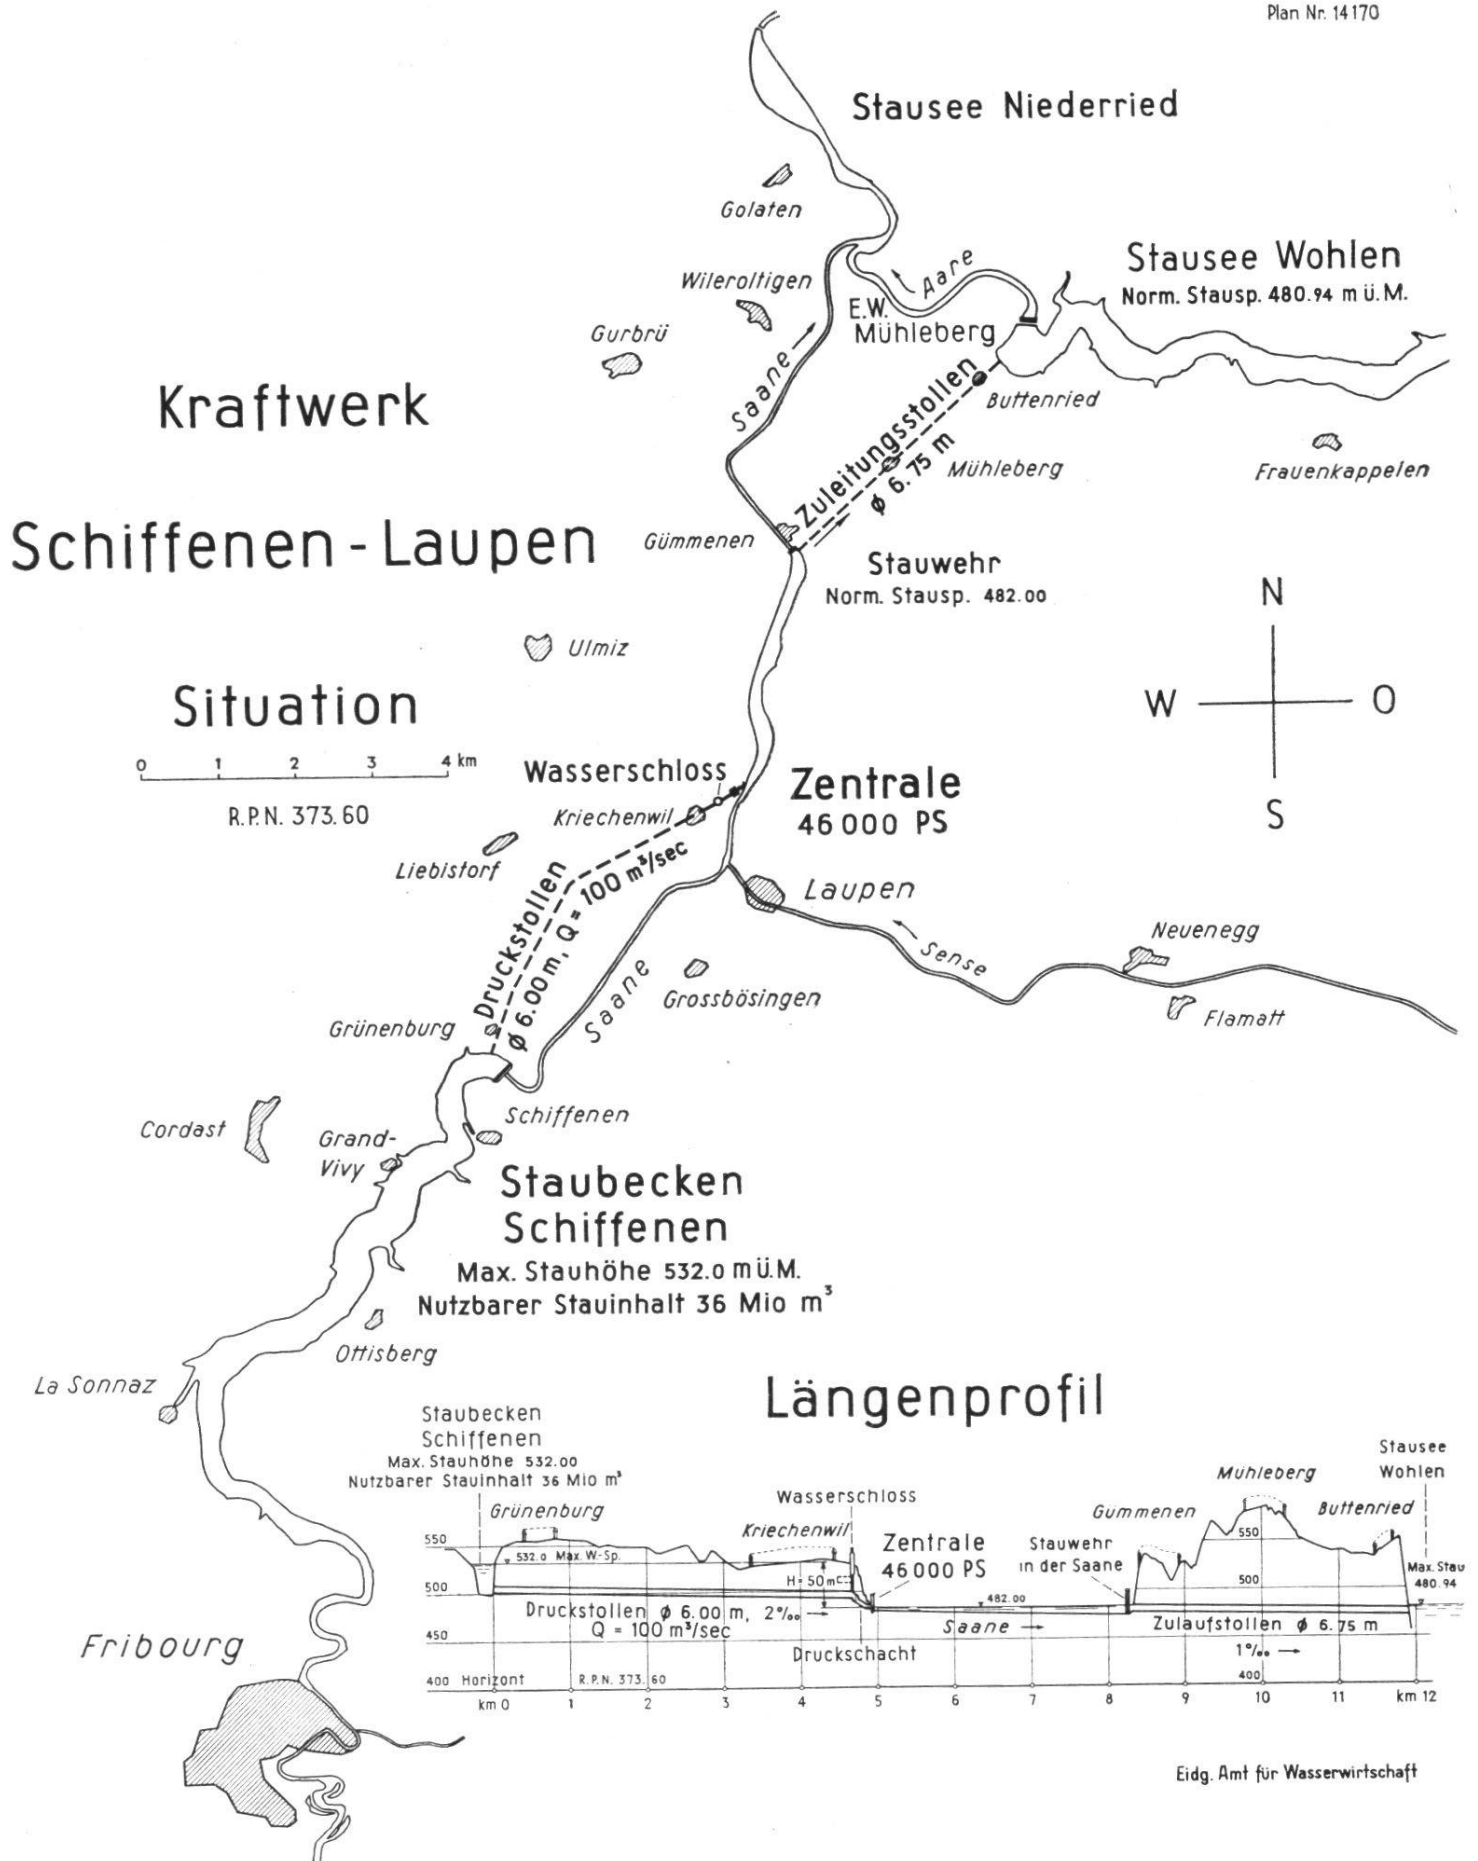 Plan Nr. 14170
Stausee Niederried
Golaten
Stausee Wohlen
Norm. Stausp. 480.94 m ü.M.
Aare
Wileroltigen
E.W.
Mühleberg
Gurbrü
Saane
Kraftwerk
Schiffenen - Laupen
Zuleitungsstollen
ϕ 6.75 m
Buttenried
Mühleberg
Frauenkappelen
Gümmenen
Stauwehr
Norm. Stausp. 482.00
Ulmiz
N
W
O
S
Situation
0 1 2 3 4 km
R.P.N. 373.60
Wasserschloss
Zentrale
46000 PS
Kriechenwil
Liebistorf
Druckstollen
ϕ 6.00 m, Q = 100 m³/sec
Laupen
Sense
Neuenegg
Flamatt
Saane
Grossbösingen
Grünenburg
Schiffenen
Cordast
Grand-
Vivy
Staubecken
Schiffenen
Max. Stauhöhe 532.0 m ü.M.
Nutzbarer Stauinhalt 36 Mio m³
Ottisberg
La Sonnaz
Fribourg
Längenprofil
Staubecken
Schiffenen
Max. Stauhöhe 532.00
Nutzbarer Stauinhalt 36 Mio m³
Grünenburg
Kriechenwil
Wasserschloss
Zentrale
46000 PS
Stauwehr
in der Saane
Gummenen
Mühleberg
Buttenried
Stausee
Wohlen
Max. Stau
480.94
550
500
450
400 Horizont
R.P.N. 373.60
532.0 Max. W.-Sp.
H = 50 m
Druckstollen ϕ 6.00 m, 2‰
Q = 100 m³/sec
Druckschacht
482.00
Saane
550
500
Zulaufstollen ϕ 6.75 m
1‰
400
km 0 1 2 3 4 5 6 7 8 9 10 11 km 12
Eidg. Amt für Wasserwirtschaft